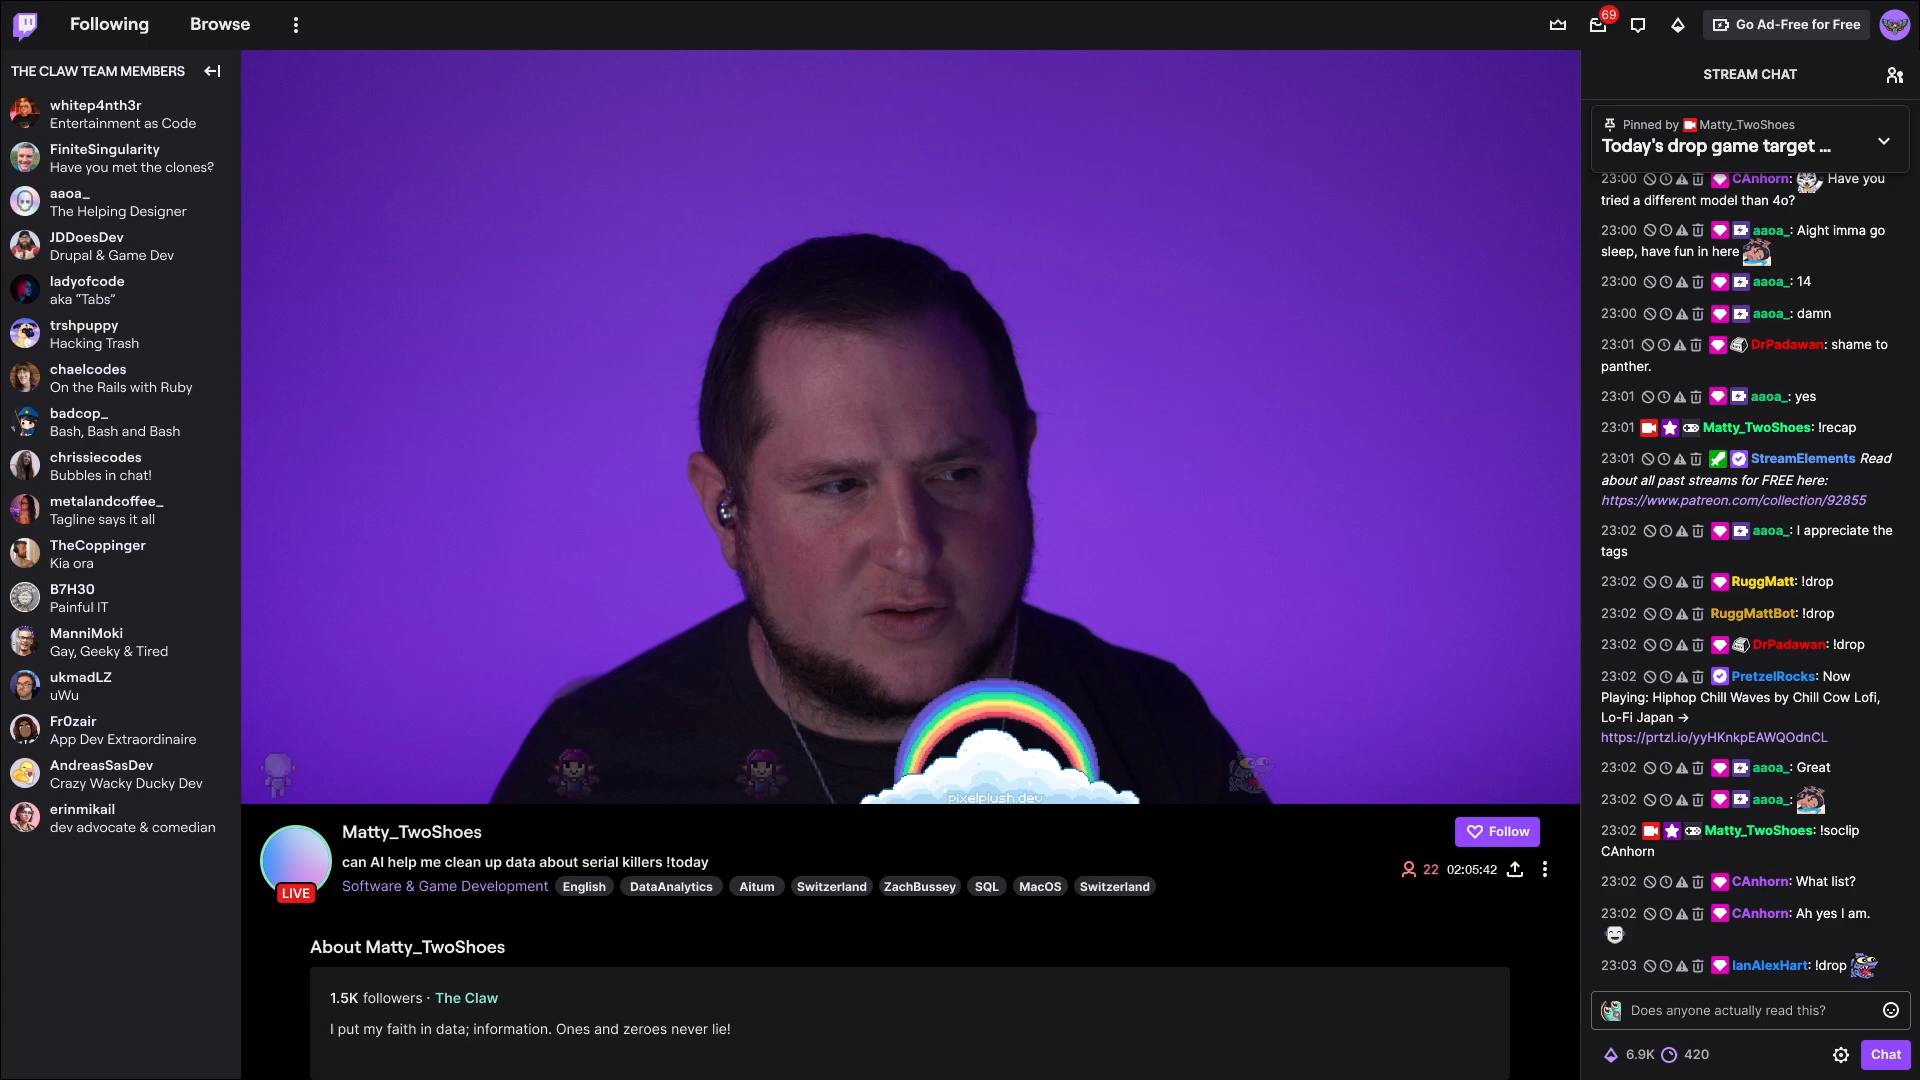 Following
Browse
69
Go Ad-Free for Free
THE CLAW TEAM MEMBERS
whitep4nth3r
Entertainment as Code
FiniteSingularity
Have you met the clones?
aaoa_
The Helping Designer
JDDoesDev
Drupal & Game Dev
ladyofcode
aka "Tabs"
trshpuppy
Hacking Trash
chaelcodes
On the Rails with Ruby
badcop_
Bash, Bash and Bash
chrissiecodes
Bubbles in chat!
metalandcoffee_
Tagline says it all
TheCoppinger
Kia ora
B7H30
Painful IT
ManniMoki
Gay, Geeky & Tired
ukmadLZ
uWu
Fr0zair
App Dev Extraordinaire
AndreasSasDev
Crazy Wacky Ducky Dev
erinmikail
dev advocate & comedian
pixelplush.dev
Matty_TwoShoes
Follow
can AI help me clean up data about serial killers !today
LIVE
Software & Game Development English DataAnalytics Aitum Switzerland ZachBussey SQL MacOS Switzerland
22 02:05:42
About Matty_TwoShoes
1.5K followers · The Claw
I put my faith in data; information. Ones and zeroes never lie!
STREAM CHAT
Pinned by Matty_TwoShoes
Today's drop game target ...
23:00 CAnhorn: Have you
tried a different model than 4o?
23:00 aaoa_: Aight imma go
sleep, have fun in here
23:00 aaoa_: 14
23:00 aaoa_: damn
23:01 DrPadawan: shame to
panther.
23:01 aaoa_: yes
23:01 Matty_TwoShoes: !recap
23:01 StreamElements Read
about all past streams for FREE here:
https://www.patreon.com/collection/92855
23:02 aaoa_: I appreciate the
tags
23:02 RuggMatt: !drop
23:02 RuggMattBot: !drop
23:02 DrPadawan: !drop
23:02 PretzelRocks: Now
Playing: Hiphop Chill Waves by Chill Cow Lofi,
Lo-Fi Japan →
https://prtzl.io/yyHKnkpEAWQOdnCL
23:02 aaoa_: Great
23:02 aaoa_:
23:02 Matty_TwoShoes: !soclip
CAnhorn
23:02 CAnhorn: What list?
23:02 CAnhorn: Ah yes I am.
23:03 IanAlexHart: !drop
Does anyone actually read this?
6.9K 420
Chat